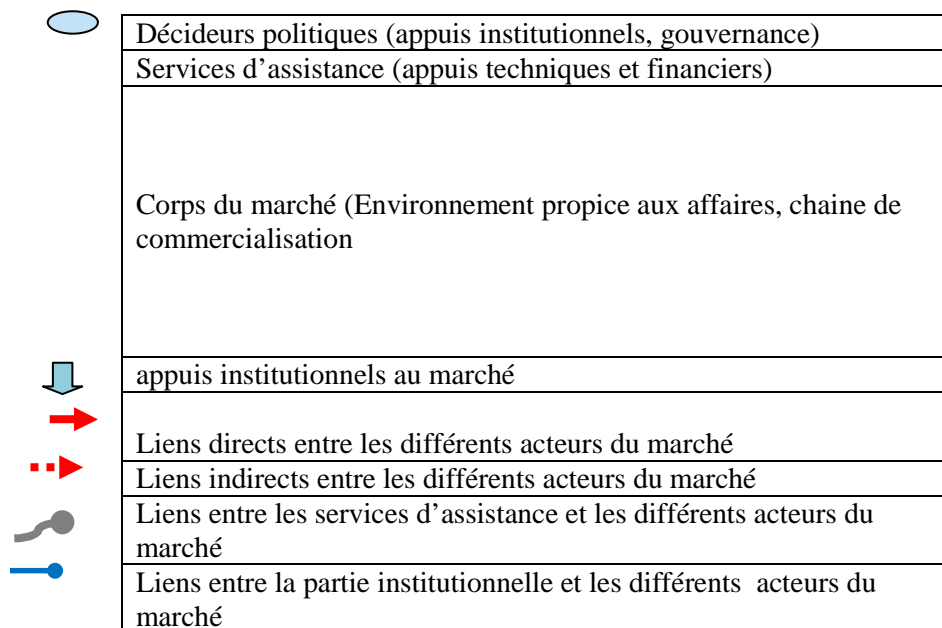 Décideurs politiques (appuis institutionnels, gouvernance)
Services d’assistance (appuis techniques et financiers)
Corps du marché (Environnement propice aux affaires, chaine de
commercialisation
appuis institutionnels au marché
Liens directs entre les différents acteurs du marché
Liens indirects entre les différents acteurs du marché
Liens entre les services d’assistance et les différents acteurs du
marché
Liens entre la partie institutionnelle et les différents  acteurs du
marché